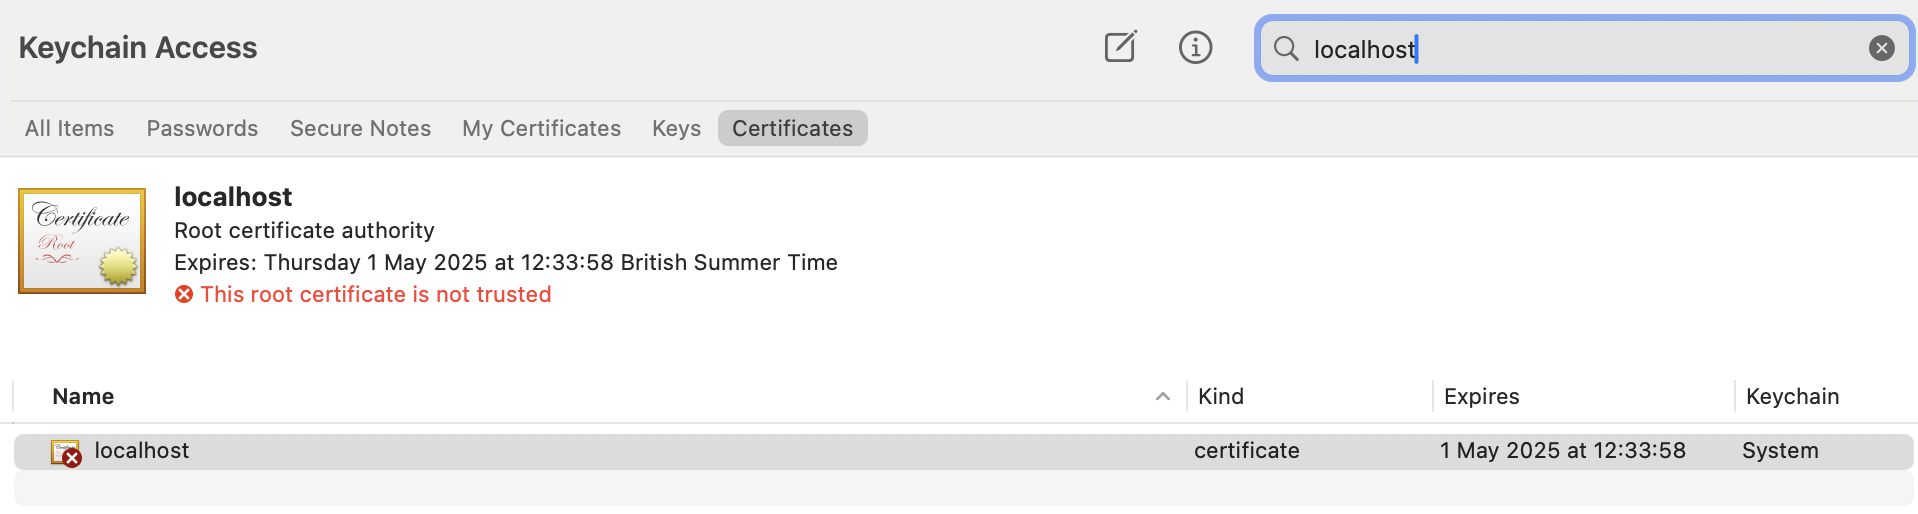 Keychain Access
localhost
All Items Passwords Secure Notes My Certificates Keys Certificates
Certificate
Root
localhost
Root certificate authority
Expires: Thursday 1 May 2025 at 12:33:58 British Summer Time
This root certificate is not trusted
Name Kind Expires Keychain
localhost certificate 1 May 2025 at 12:33:58 System